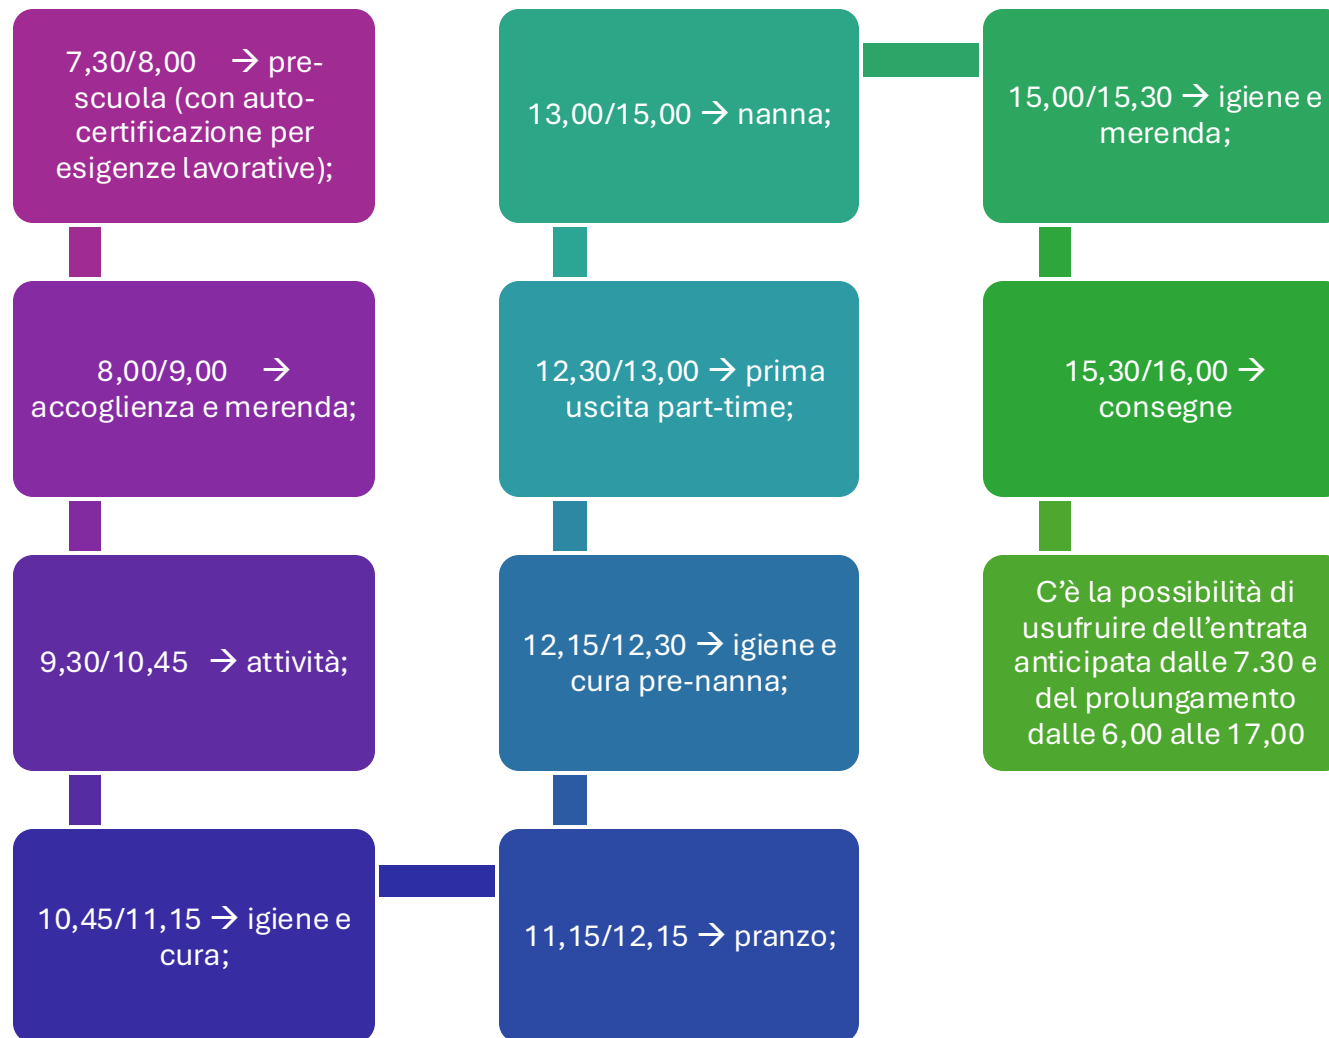 7,30/8,00 → pre-
scuola (con auto-
certificazione per
esigenze lavorative);
8,00/9,00 →
accoglienza e merenda;
9,30/10,45 → attività;
10,45/11,15 → igiene e
cura;
11,15/12,15 → pranzo;
12,15/12,30 → igiene e
cura pre-nanna;
12,30/13,00 → prima
uscita part-time;
13,00/15,00 → nanna;
15,00/15,30 → igiene e
merenda;
15,30/16,00 →
consegne
C’è la possibilità di
usufruire dell’entrata
anticipata dalle 7.30 e
del prolungamento
dalle 6,00 alle 17,00